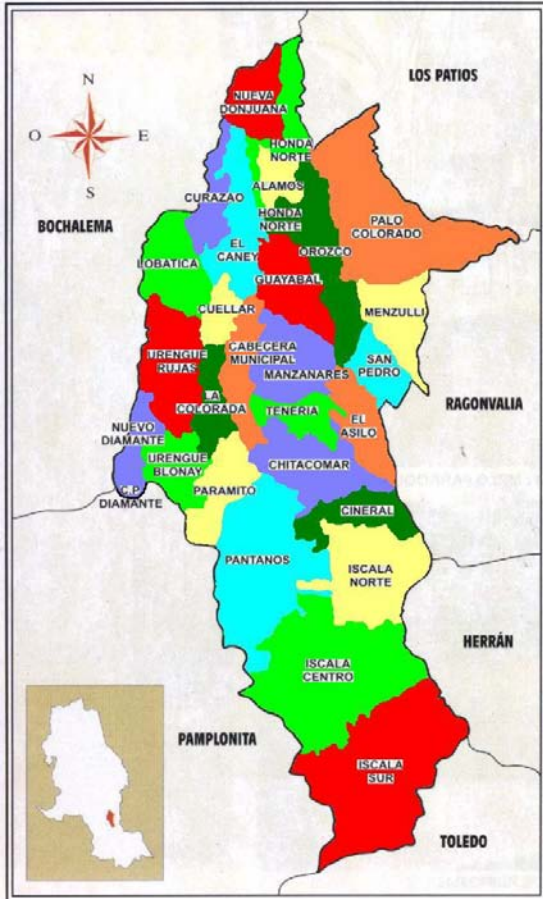 N
O
E
S
LOS PATIOS
NUEVA
DONJUANA
HONDA
NORTE
ALAMOS
CURAZAO
BOCHALEMA
HONDA
NORTE
PALO
COLORADO
EL
CANEY
OROZCO
LOBATICA
GUAYABAL
CUELLAR
MENZULLI
URENGUE
RUJAS
CABECERA
MUNICIPAL
MANZANARES
SAN
PEDRO
LA
COLORADA
TENERIA
RAGONVALIA
EL
ASILO
NUEVO
DIAMANTE
URENGUE
BLONAY
CHITACOMAR
C.P.
DIAMANTE
PARAMITO
CINERAL
PANTANOS
ISCALA
NORTE
HERRÁN
ISCALA
CENTRO
PAMPLONITA
ISCALA
SUR
TOLEDO